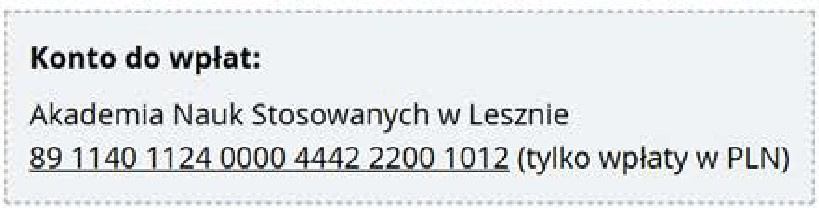 Konto do wpłat:
Akademia Nauk Stosowanych w Lesznie
89 1140 1124 0000 4442 2200 1012 (tylko wpłaty w PLN)